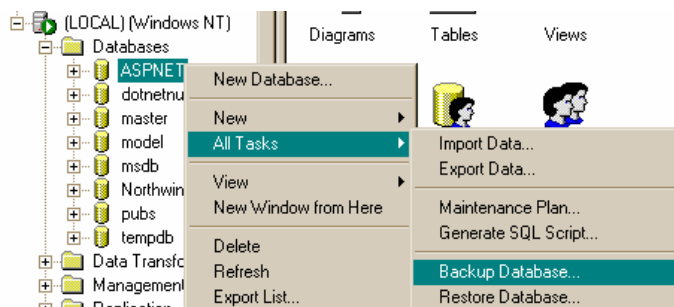 (LOCAL) (Windows NT)
Databases
ASPNET
dotnetnu
master
model
msdb
Northwin
pubs
tempdb
Data Transfo
Management
Diagrams
Tables
Views
New Database...
New
All Tasks
View
New Window from Here
Delete
Refresh
Export List...
Import Data...
Export Data...
Maintenance Plan...
Generate SQL Script...
Backup Database...
Restore Database...